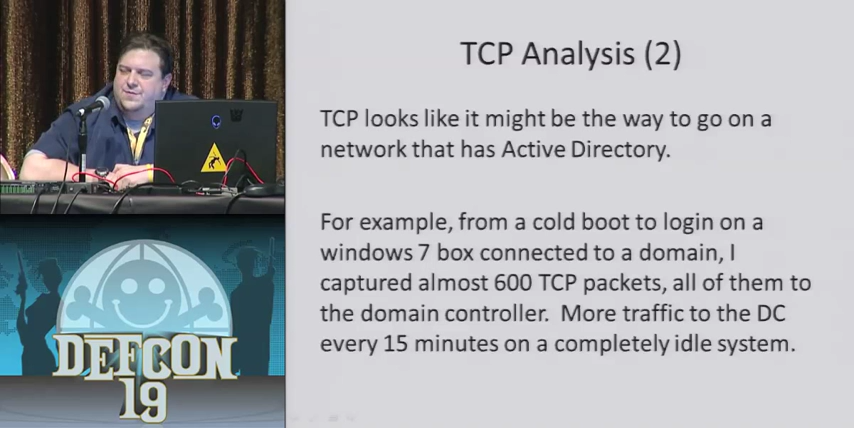 TCP Analysis (2)
TCP looks like it might be the way to go on a
network that has Active Directory.
For example, from a cold boot to login on a
windows 7 box connected to a domain, I
captured almost 600 TCP packets, all of them to
the domain controller.  More traffic to the DC
every 15 minutes on a completely idle system.
DEFCON
19